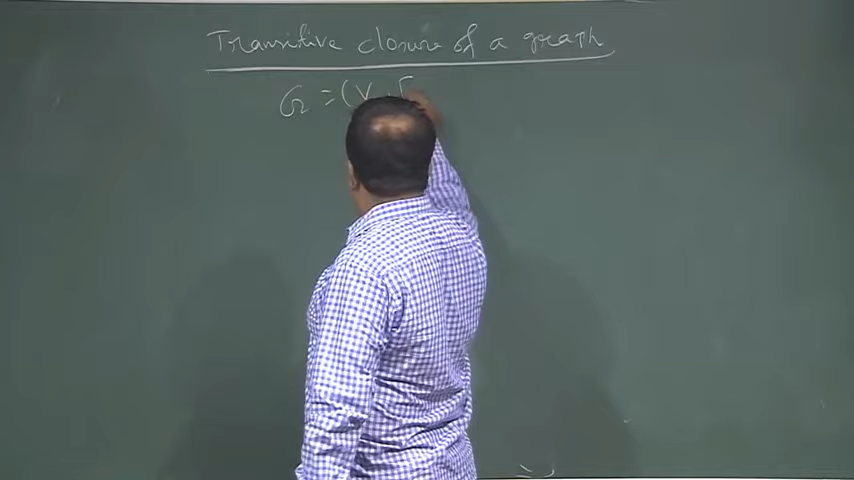 Transitive closure of a graph
G = (V, E